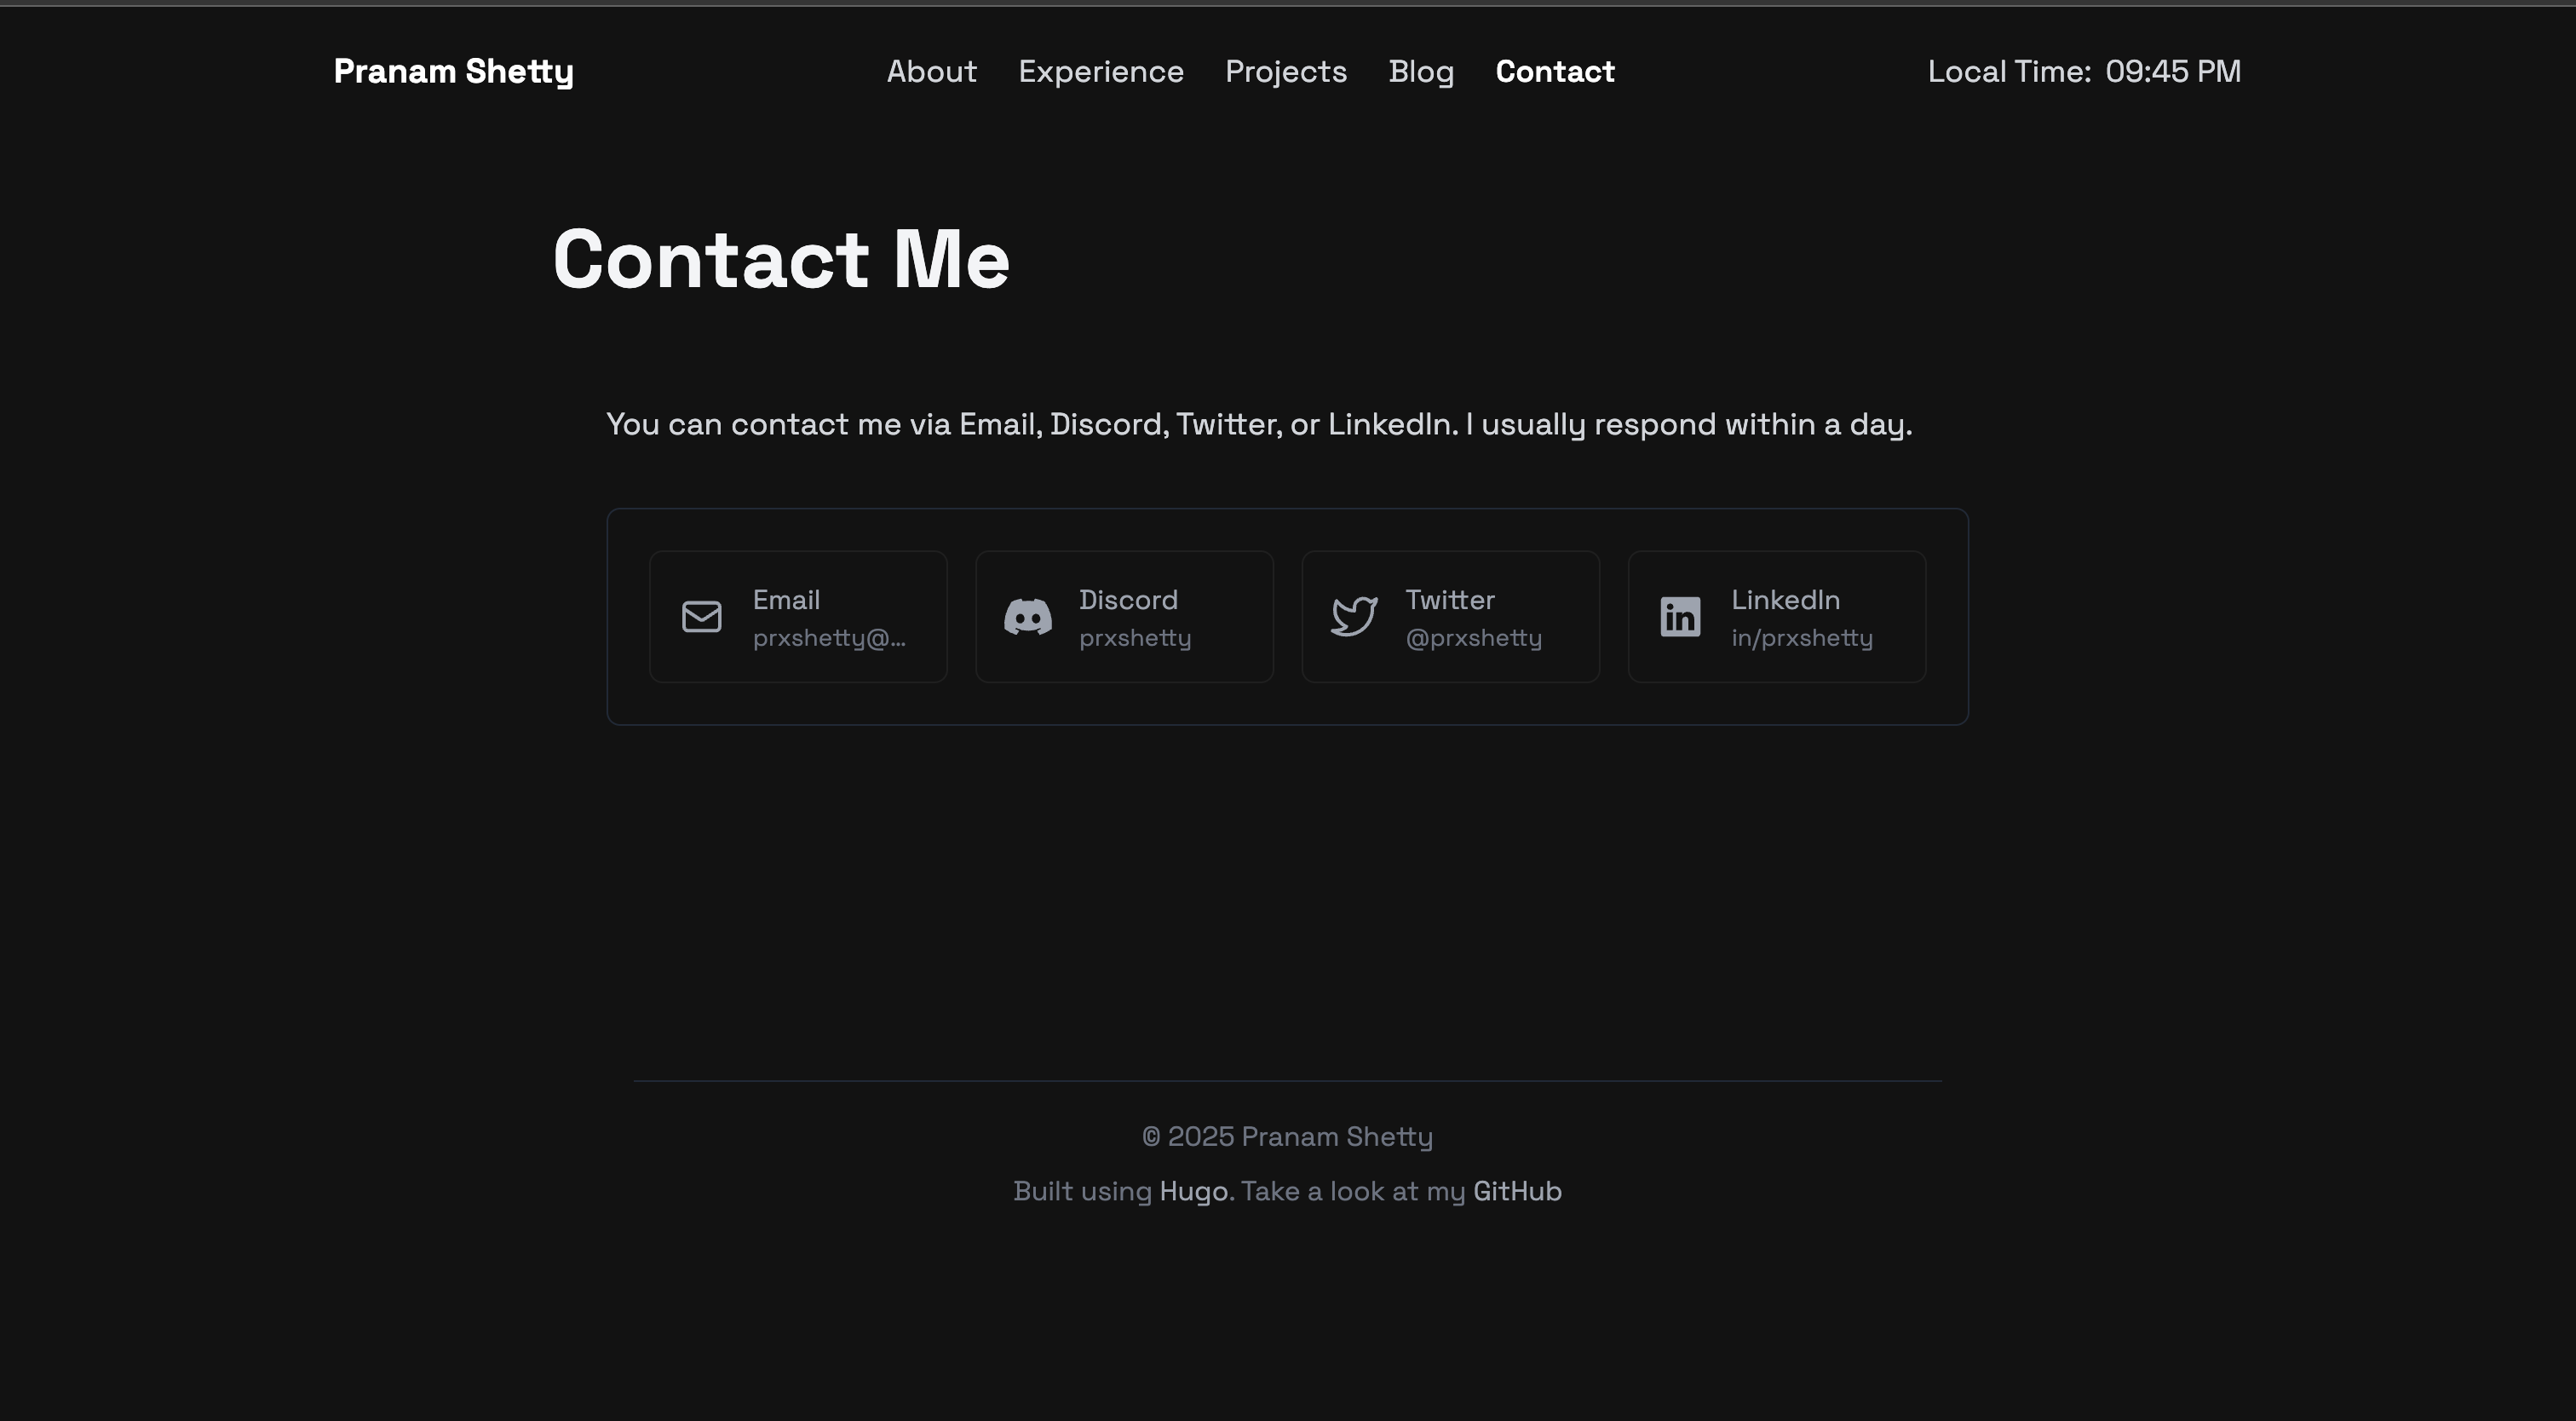 Pranam Shetty
About Experience Projects Blog Contact
Local Time: 09:45 PM
Contact Me
You can contact me via Email, Discord, Twitter, or LinkedIn. I usually respond within a day.
Email
prxshetty@...
Discord
prxshetty
Twitter
@prxshetty
LinkedIn
in/prxshetty
© 2025 Pranam Shetty
Built using Hugo. Take a look at my GitHub